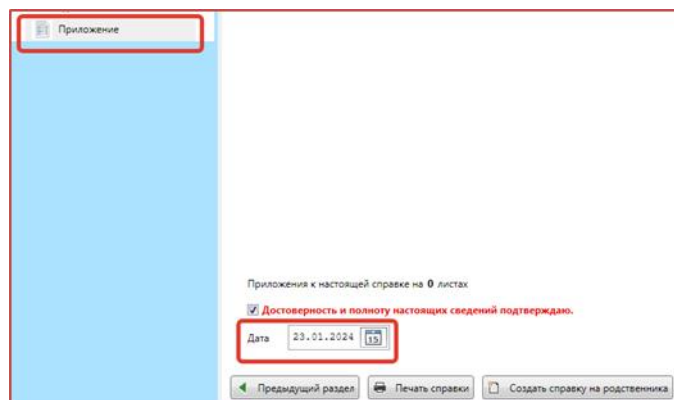 Приложение
Приложения к настоящей справке на 0 листах
Достоверность и полноту настоящих сведений подтверждаю.
Дата 23.01.2024 15
Предыдущий раздел Печать справки Создать справку на родственника